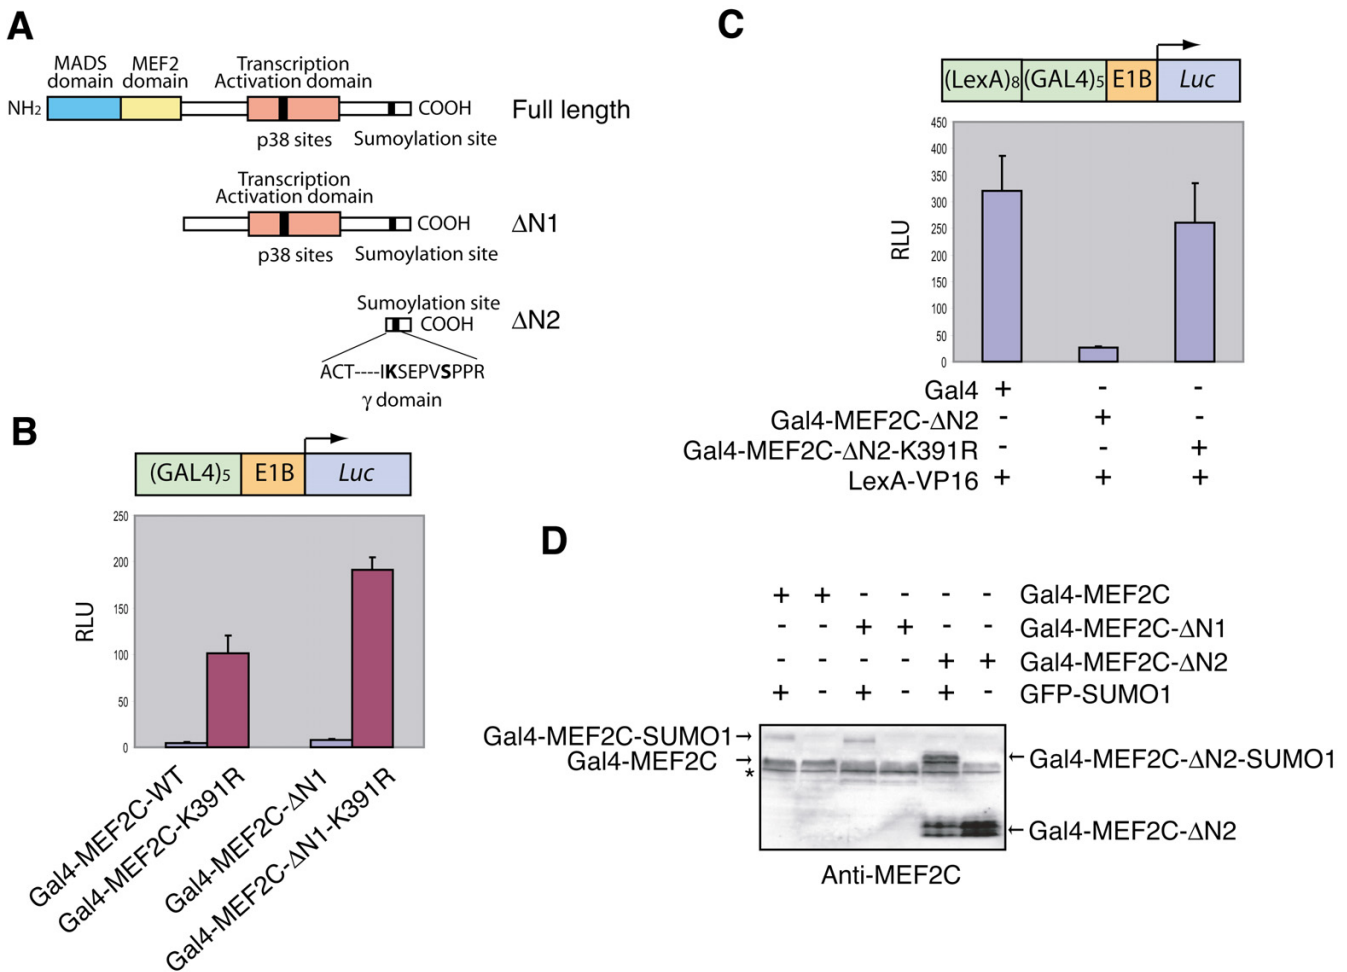 A
MADS domain
MEF2 domain
Transcription Activation domain
NH2
COOH
Full length
p38 sites
Sumoylation site
Transcription Activation domain
COOH
ΔN1
p38 sites
Sumoylation site
Sumoylation site
COOH
ΔN2
ACT----IKSEPVSPPR
γ domain
B
(GAL4)5 E1B Luc
250
200
150
100
50
0
RLU
Gal4-MEF2C-WT
Gal4-MEF2C-K391R
Gal4-MEF2C-ΔN1
Gal4-MEF2C-ΔN1-K391R
C
(LexA)8 (GAL4)5 E1B Luc
450
400
350
300
250
200
150
100
50
0
RLU
Gal4 + - -
Gal4-MEF2C-ΔN2 - + -
Gal4-MEF2C-ΔN2-K391R - - +
LexA-VP16 + + +
D
+ + - - - - Gal4-MEF2C
- - + + - - Gal4-MEF2C-ΔN1
- - - - + + Gal4-MEF2C-ΔN2
+ - + - + - GFP-SUMO1
Gal4-MEF2C-SUMO1→
Gal4-MEF2C →
*
←Gal4-MEF2C-ΔN2-SUMO1
←Gal4-MEF2C-ΔN2
Anti-MEF2C